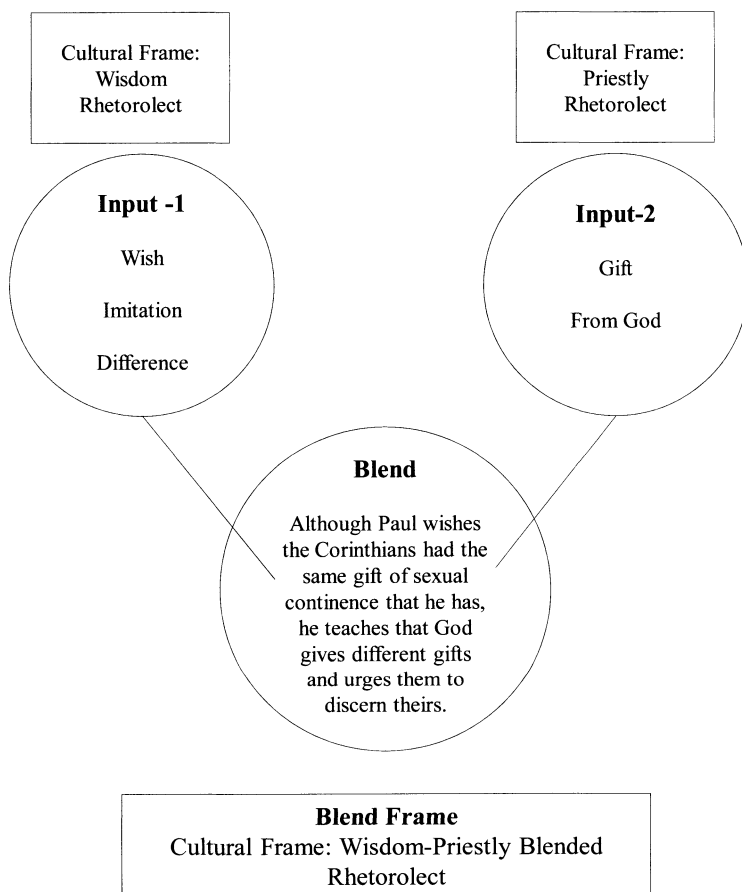 Cultural Frame:
Wisdom
Rhetorolect
Cultural Frame:
Priestly
Rhetorolect
Input -1
Wish
Imitation
Difference
Input-2
Gift
From God
Blend
Although Paul wishes
the Corinthians had the
same gift of sexual
continence that he has,
he teaches that God
gives different gifts
and urges them to
discern theirs.
Blend Frame
Cultural Frame: Wisdom-Priestly Blended
Rhetorolect